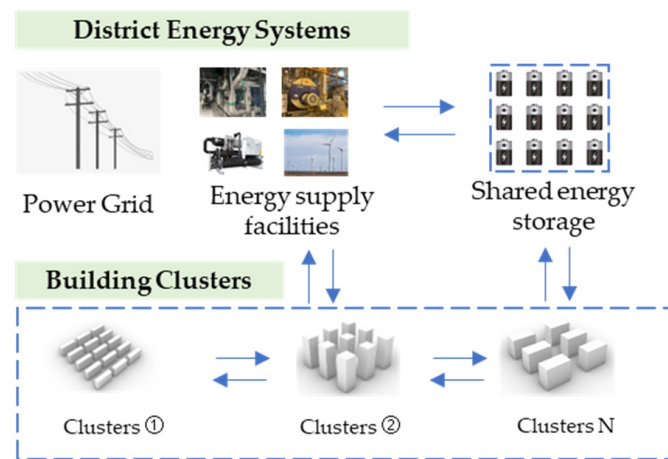 District Energy Systems
Power Grid
Energy supply
facilities
Shared energy
storage
Building Clusters
Clusters ①
Clusters ②
Clusters N